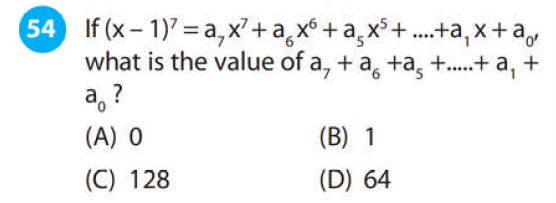 54 If (x – 1)⁷ = a₇x⁷ + a₆x⁶ + a₅x⁵ + ....+a₁x + a₀,
what is the value of a₇ + a₆ +a₅ +.....+ a₁ +
a₀ ?
(A) 0 (B) 1
(C) 128 (D) 64